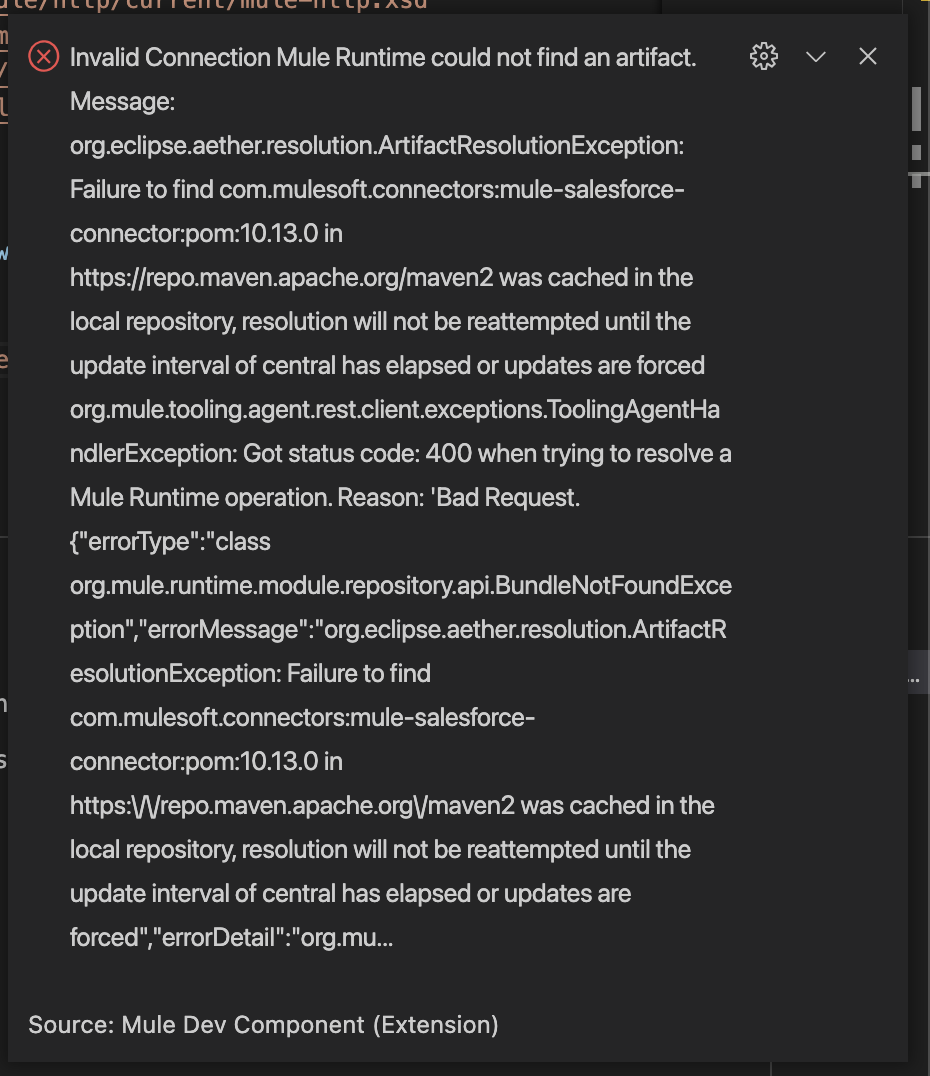 /http/current/mule-http.xsd
Invalid Connection Mule Runtime could not find an artifact.
Message:
org.eclipse.aether.resolution.ArtifactResolutionException:
Failure to find com.mulesoft.connectors:mule-salesforce-
connector:pom:10.13.0 in
https://repo.maven.apache.org/maven2 was cached in the
local repository, resolution will not be reattempted until the
update interval of central has elapsed or updates are forced
org.mule.tooling.agent.rest.client.exceptions.ToolingAgentHa
ndlerException: Got status code: 400 when trying to resolve a
Mule Runtime operation. Reason: 'Bad Request.
{"errorType":"class
org.mule.runtime.module.repository.api.BundleNotFoundExce
ption","errorMessage":"org.eclipse.aether.resolution.ArtifactR
esolutionException: Failure to find
com.mulesoft.connectors:mule-salesforce-
connector:pom:10.13.0 in
https:\/\/repo.maven.apache.org\/maven2 was cached in the
local repository, resolution will not be reattempted until the
update interval of central has elapsed or updates are
forced","errorDetail":"org.mu...
Source: Mule Dev Component (Extension)